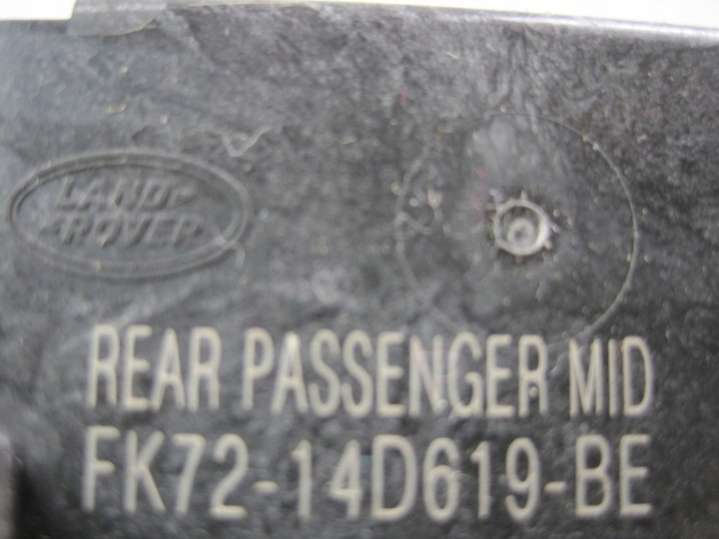 LAND-
ROVER
REAR PASSENGER MID
FK72-14D619-BE